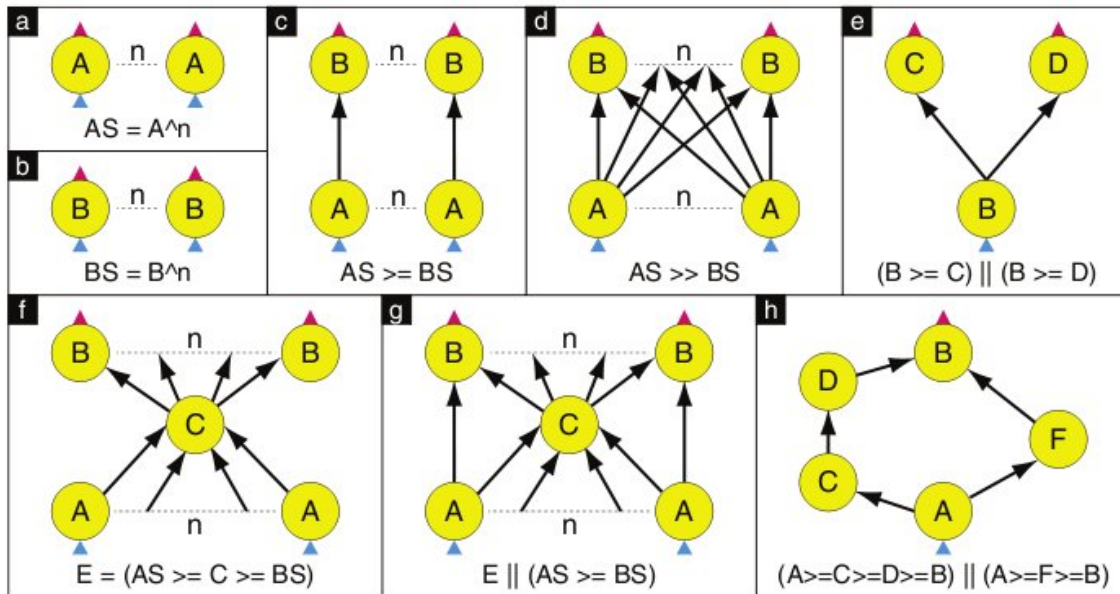 a
A n A
AS = A^n
b
B n B
BS = B^n
c
B n B
A n A
AS >= BS
d
B n B
A n A
AS >> BS
e
C D
B
(B >= C) || (B >= D)
f
B n B
C
A n A
E = (AS >= C >= BS)
g
B n B
C
A n A
E || (AS >= BS)
h
B
D
F
C
A
(A>=C>=D>=B) || (A>=F>=B)